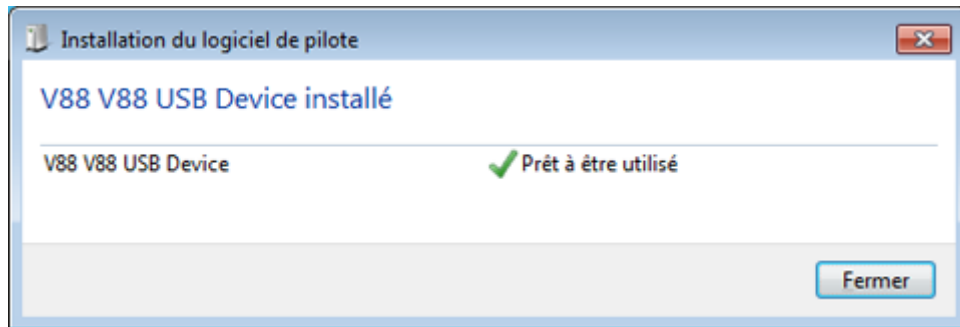 Installation du logiciel de pilote
V88 V88 USB Device installé
V88 V88 USB Device Prêt à être utilisé
Fermer